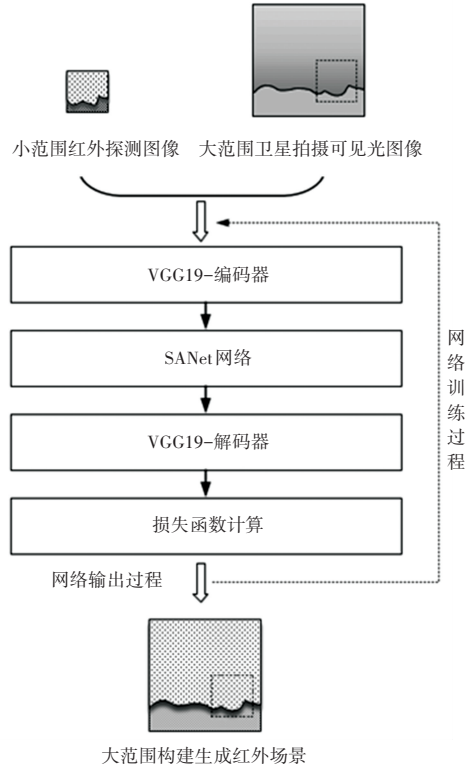 小范围红外探测图像
大范围卫星拍摄可见光图像
VGG19-编码器
SANet网络
VGG19-解码器
损失函数计算
网络输出过程
网络训练过程
大范围构建生成红外场景